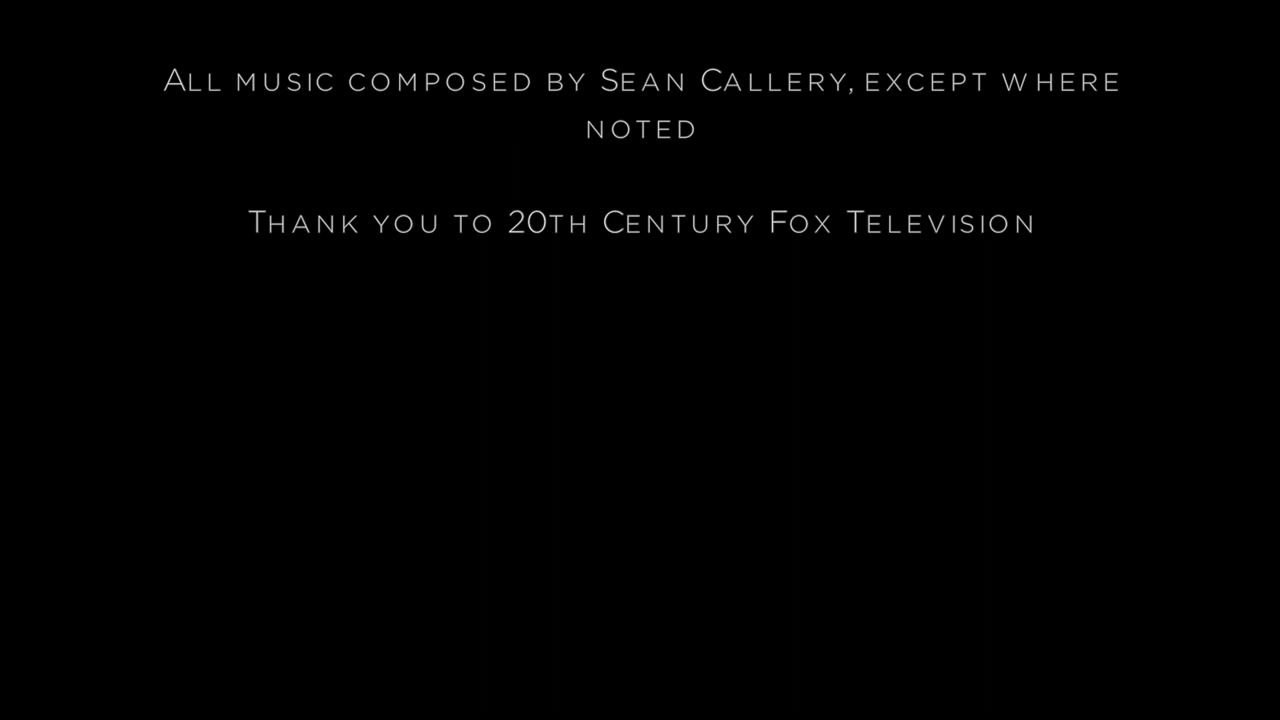 All music composed by Sean Callery, except where
noted
Thank you to 20th Century Fox Television